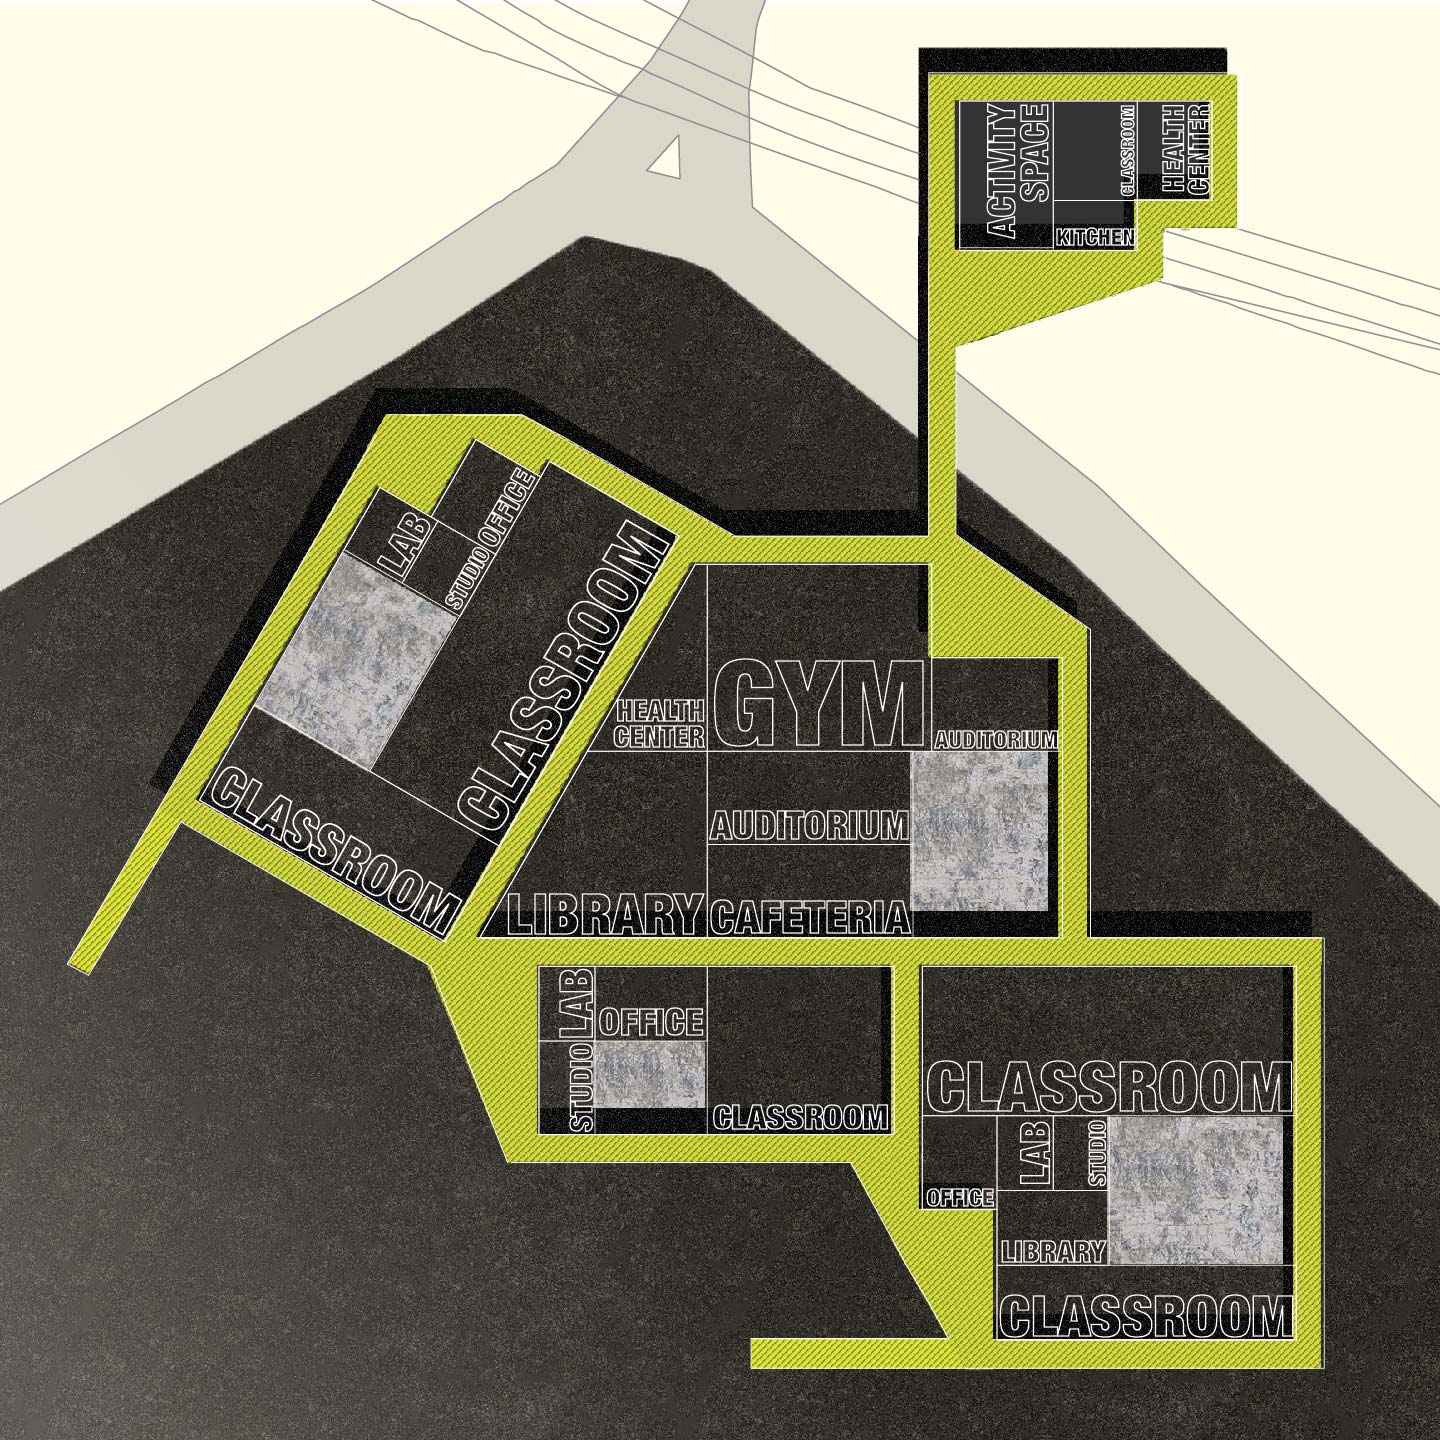 ACTIVITY
SPACE
CLASSROOM
HEALTH
CENTER
KITCHEN
LAB
STUDIO
OFFICE
CLASSROOM
CLASSROOM
HEALTH
CENTER
GYM
AUDITORIUM
AUDITORIUM
LIBRARY
CAFETERIA
LAB
OFFICE
STUDIO
CLASSROOM
CLASSROOM
OFFICE
LAB
STUDIO
LIBRARY
CLASSROOM